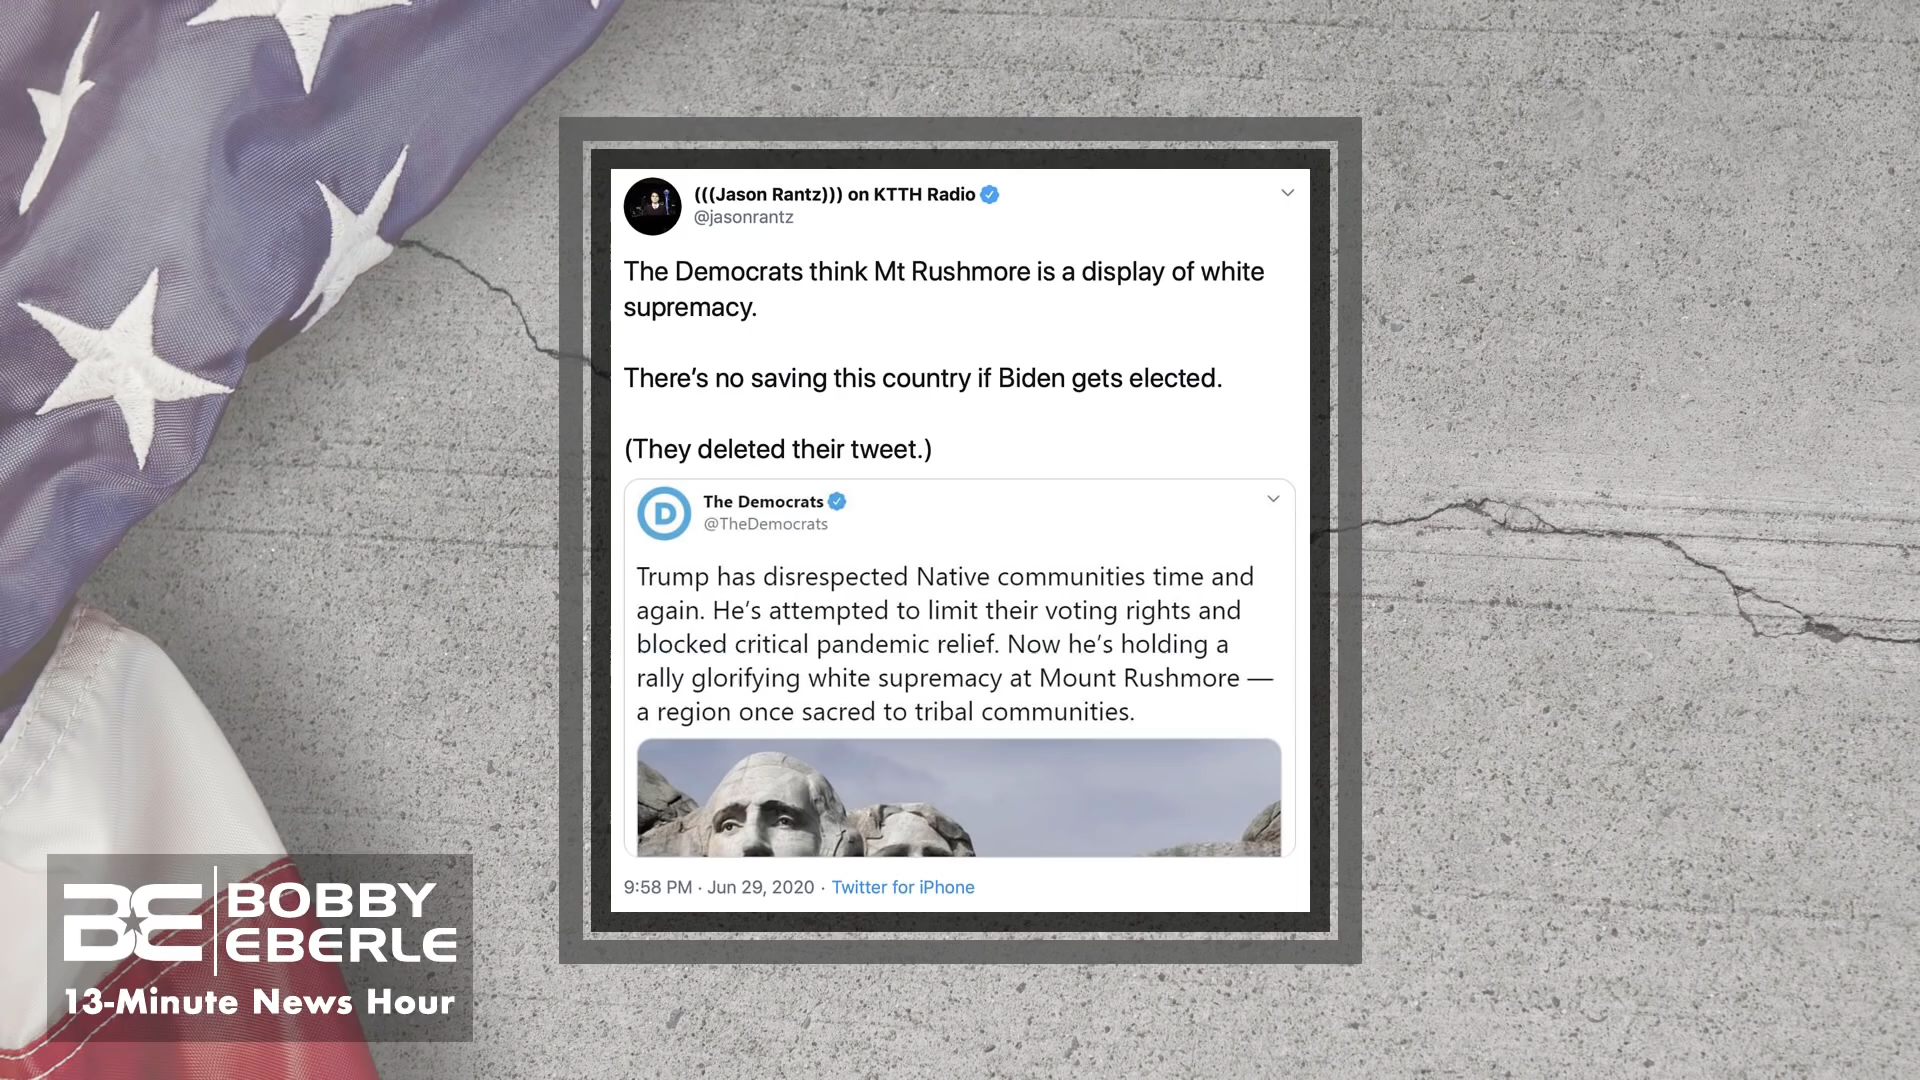 (((Jason Rantz))) on KTTH Radio
@jasonrantz
The Democrats think Mt Rushmore is a display of white
supremacy.
There’s no saving this country if Biden gets elected.
(They deleted their tweet.)
D
The Democrats
@TheDemocrats
Trump has disrespected Native communities time and
again. He’s attempted to limit their voting rights and
blocked critical pandemic relief. Now he’s holding a
rally glorifying white supremacy at Mount Rushmore —
a region once sacred to tribal communities.
9:58 PM · Jun 29, 2020 · Twitter for iPhone
BE BOBBY
EBERLE
13-Minute News Hour